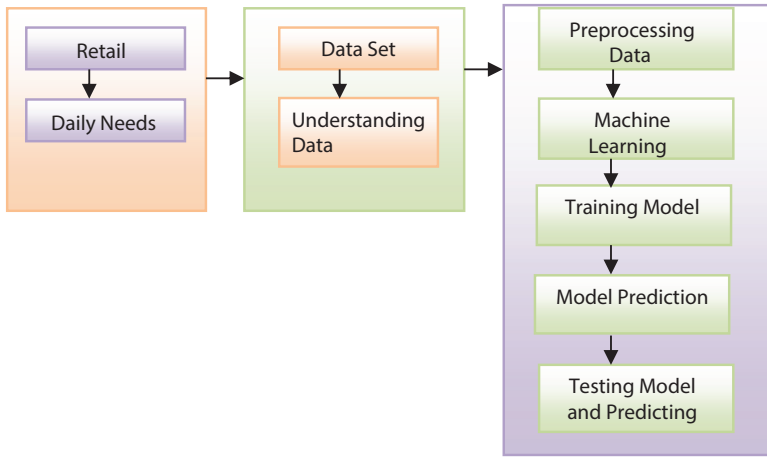 Retail
Daily Needs
Data Set
Understanding
Data
Preprocessing
Data
Machine
Learning
Training Model
Model Prediction
Testing Model
and Predicting